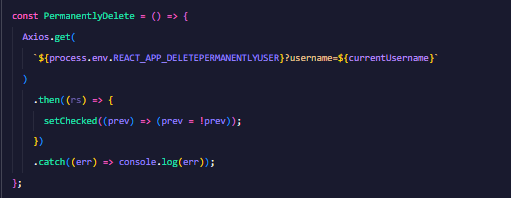 const PermanentlyDelete = () => {
Axios.get(
`${process.env.REACT_APP_DELETEPERMANENTLYUSER}?username=${currentUsername}`
)
.then((rs) => {
setChecked((prev) => (prev = !prev));
})
.catch((err) => console.log(err));
};